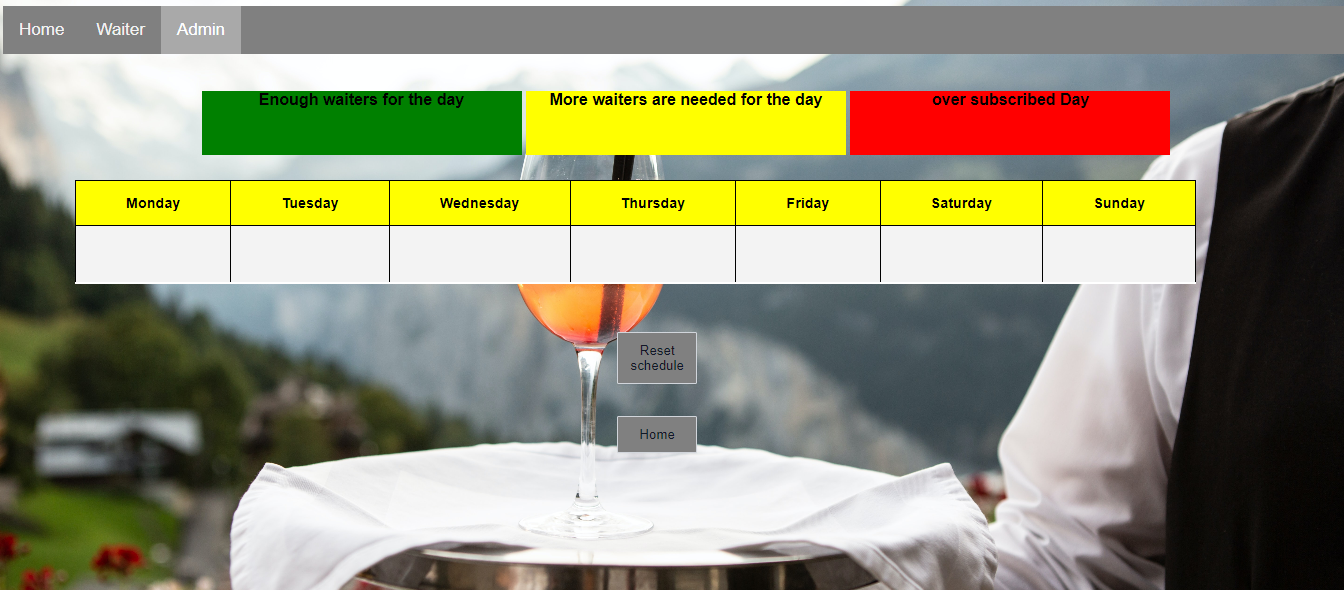 Home Waiter Admin
Enough waiters for the day More waiters are needed for the day over subscribed Day
Monday Tuesday Wednesday Thursday Friday Saturday Sunday
Reset
schedule
Home